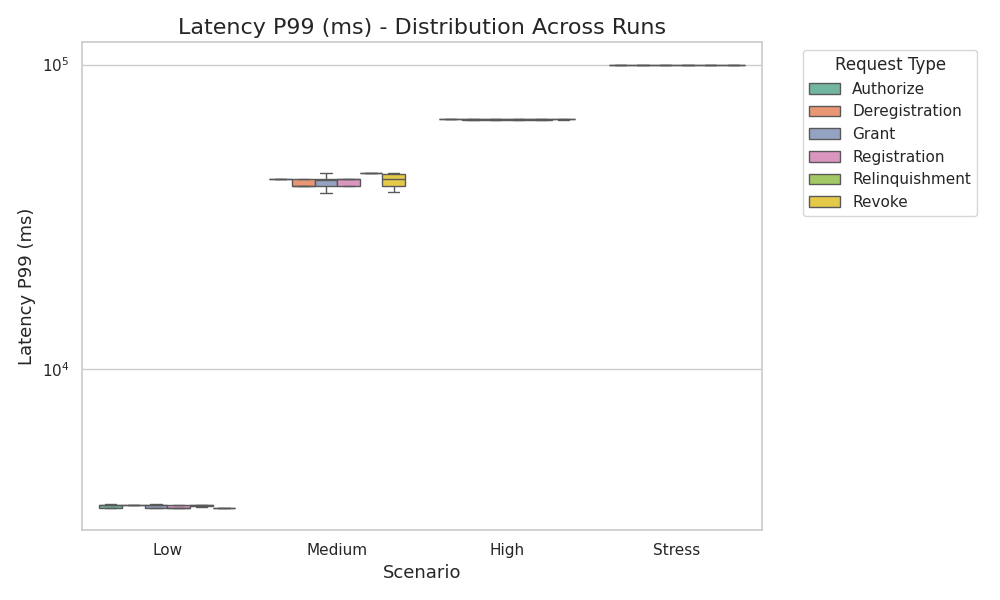 Latency P99 (ms) - Distribution Across Runs
Latency P99 (ms)
10^5
10^4
Low
Medium
High
Stress
Scenario
Request Type
Authorize
Deregistration
Grant
Registration
Relinquishment
Revoke